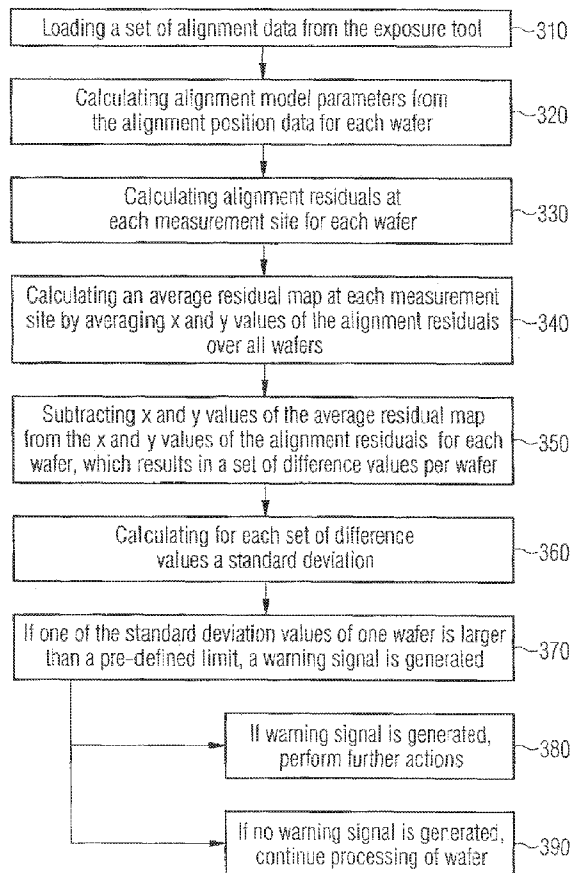 Loading a set of alignment data from the exposure tool
310
Calculating alignment model parameters from
the alignment position data for each wafer
320
Calculating alignment residuals at
each measurement site for each wafer
330
Calculating an average residual map at each measurement
site by averaging x and y values of the alignment residuals
over all wafers
340
Subtracting x and y values of the average residual map
from the x and y values of the alignment residuals for each
wafer, which results in a set of difference values per wafer
350
Calculating for each set of difference
values a standard deviation
360
If one of the standard deviation values of one wafer is larger
than a pre-defined limit, a warning signal is generated
370
If warning signal is generated,
perform further actions
380
If no warning signal is generated,
continue processing of wafer
390